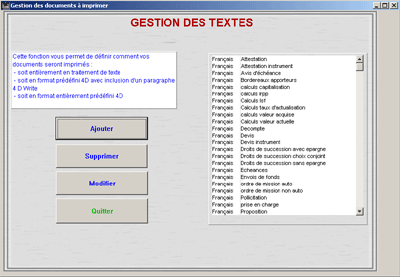 Gestion des documents à imprimer
GESTION DES TEXTES
Cette fonction vous permet de définir comment vos
documents seront imprimés :
- soit entièrement en traitement de texte
- soit en format prédéfini 4D avec inclusion d'un paragraphe
4 D Write
- soit en format entièrement prédéfini 4D
Ajouter
Supprimer
Modifier
Quitter
Français Attestation
Français Attestation instrument
Français Avis d'échéance
Français Bordereaux apporteurs
Français calculs capitalisation
Français calculs irpp
Français Calculs Isf
Français Calculs taux d'actualisation
Français calculs valeur acquise
Français Calculs valeur actuelle
Français Decompte
Français Devis
Français Devis instrument
Français Droits de succession avec epargne
Français Droits de succession choix conjoint
Français Droits de succession sans epargne
Français Echeances
Français Envois de fonds
Français ordre de mission auto
Français ordre de mission non auto
Français Pollicitation
Français prise en charge
Français Proposition